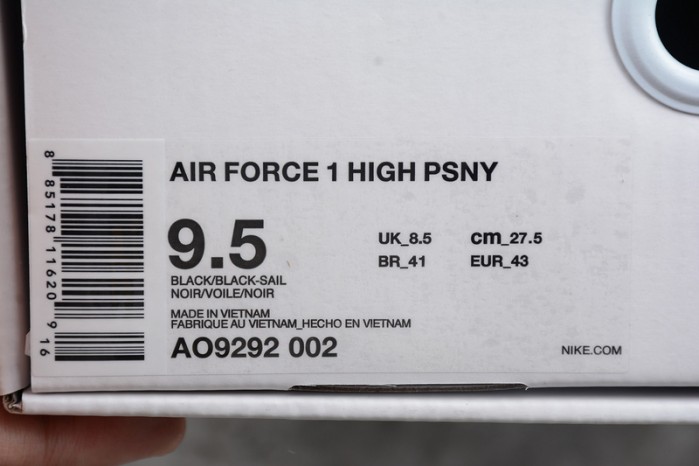 AIR FORCE 1 HIGH PSNY
9.5
UK_8.5 cm_27.5
BR_41 EUR_43
BLACK/BLACK-SAIL
NOIR/VOILE/NOIR
MADE IN VIETNAM
FABRIQUE AU VIETNAM_HECHO EN VIETNAM
AO9292 002
NIKE.COM
8 85178 11620 9 16